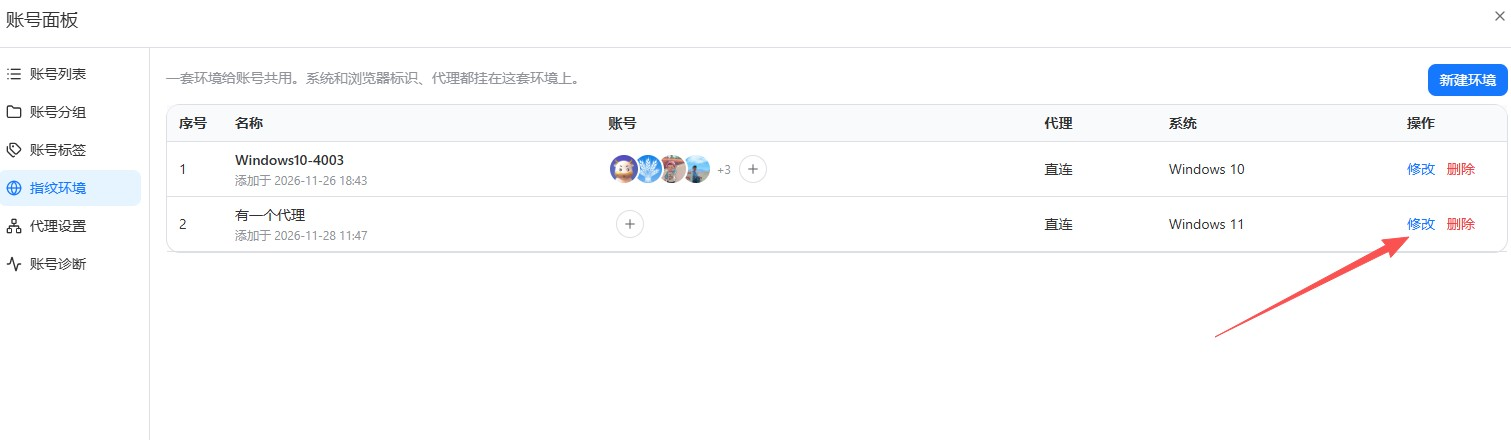 账号面板
账号列表
账号分组
账号标签
指纹环境
代理设置
账号诊断
一套环境给账号共用。系统和浏览器标识、代理都挂在这套环境上。
新建环境
序号 名称 账号 代理 系统 操作
1 Windows10-4003 +3 直连 Windows 10 修改 删除
添加于 2026-11-26 18:43
2 有一个代理 直连 Windows 11 修改 删除
添加于 2026-11-28 11:47